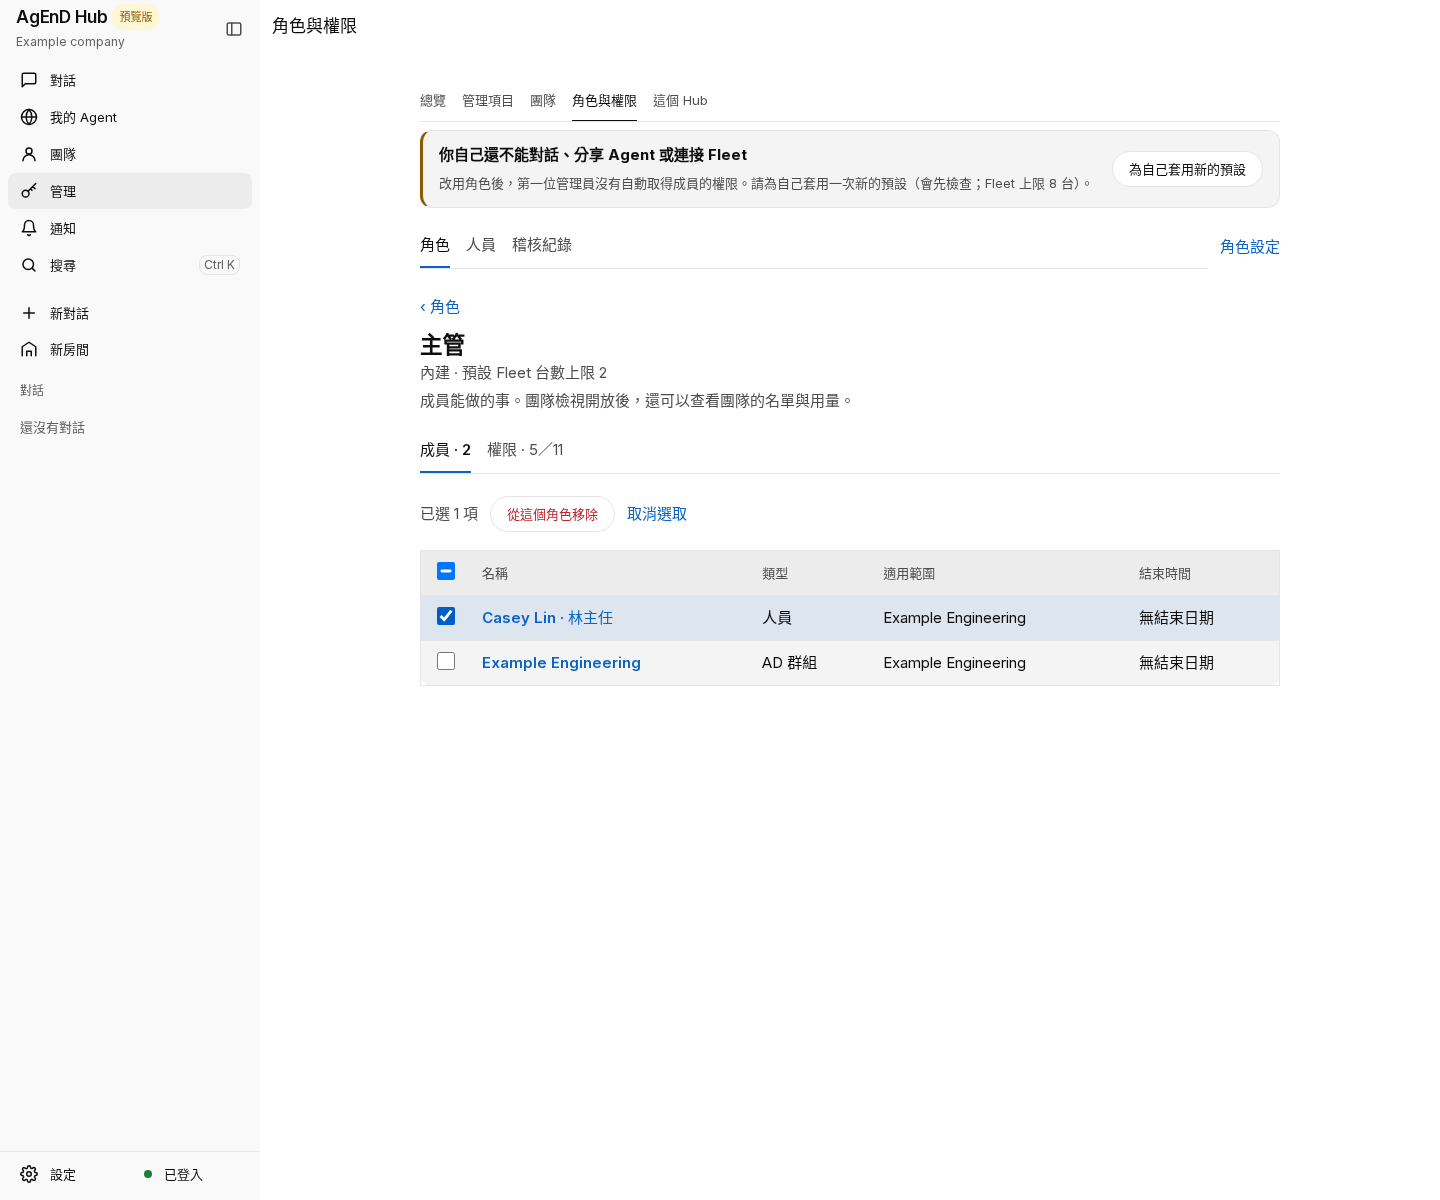 AgEnD Hub 預覽版
Example company
對話
我的 Agent
團隊
管理
通知
搜尋 Ctrl K
新對話
新房間
對話
還沒有對話
設定
已登入
角色與權限
總覽 管理項目 團隊 角色與權限 這個 Hub
你自己還不能對話、分享 Agent 或連接 Fleet
改用角色後，第一位管理員沒有自動取得成員的權限。請為自己套用一次新的預設（會先檢查；Fleet 上限 8 台）。
為自己套用新的預設
角色 人員 稽核紀錄 角色設定
‹ 角色
主管
內建 · 預設 Fleet 台數上限 2
成員能做的事。團隊檢視開放後，還可以查看團隊的名單與用量。
成員 · 2 權限 · 5／11
已選 1 項 從這個角色移除 取消選取
名稱 類型 適用範圍 結束時間
Casey Lin · 林主任 人員 Example Engineering 無結束日期
Example Engineering AD 群組 Example Engineering 無結束日期